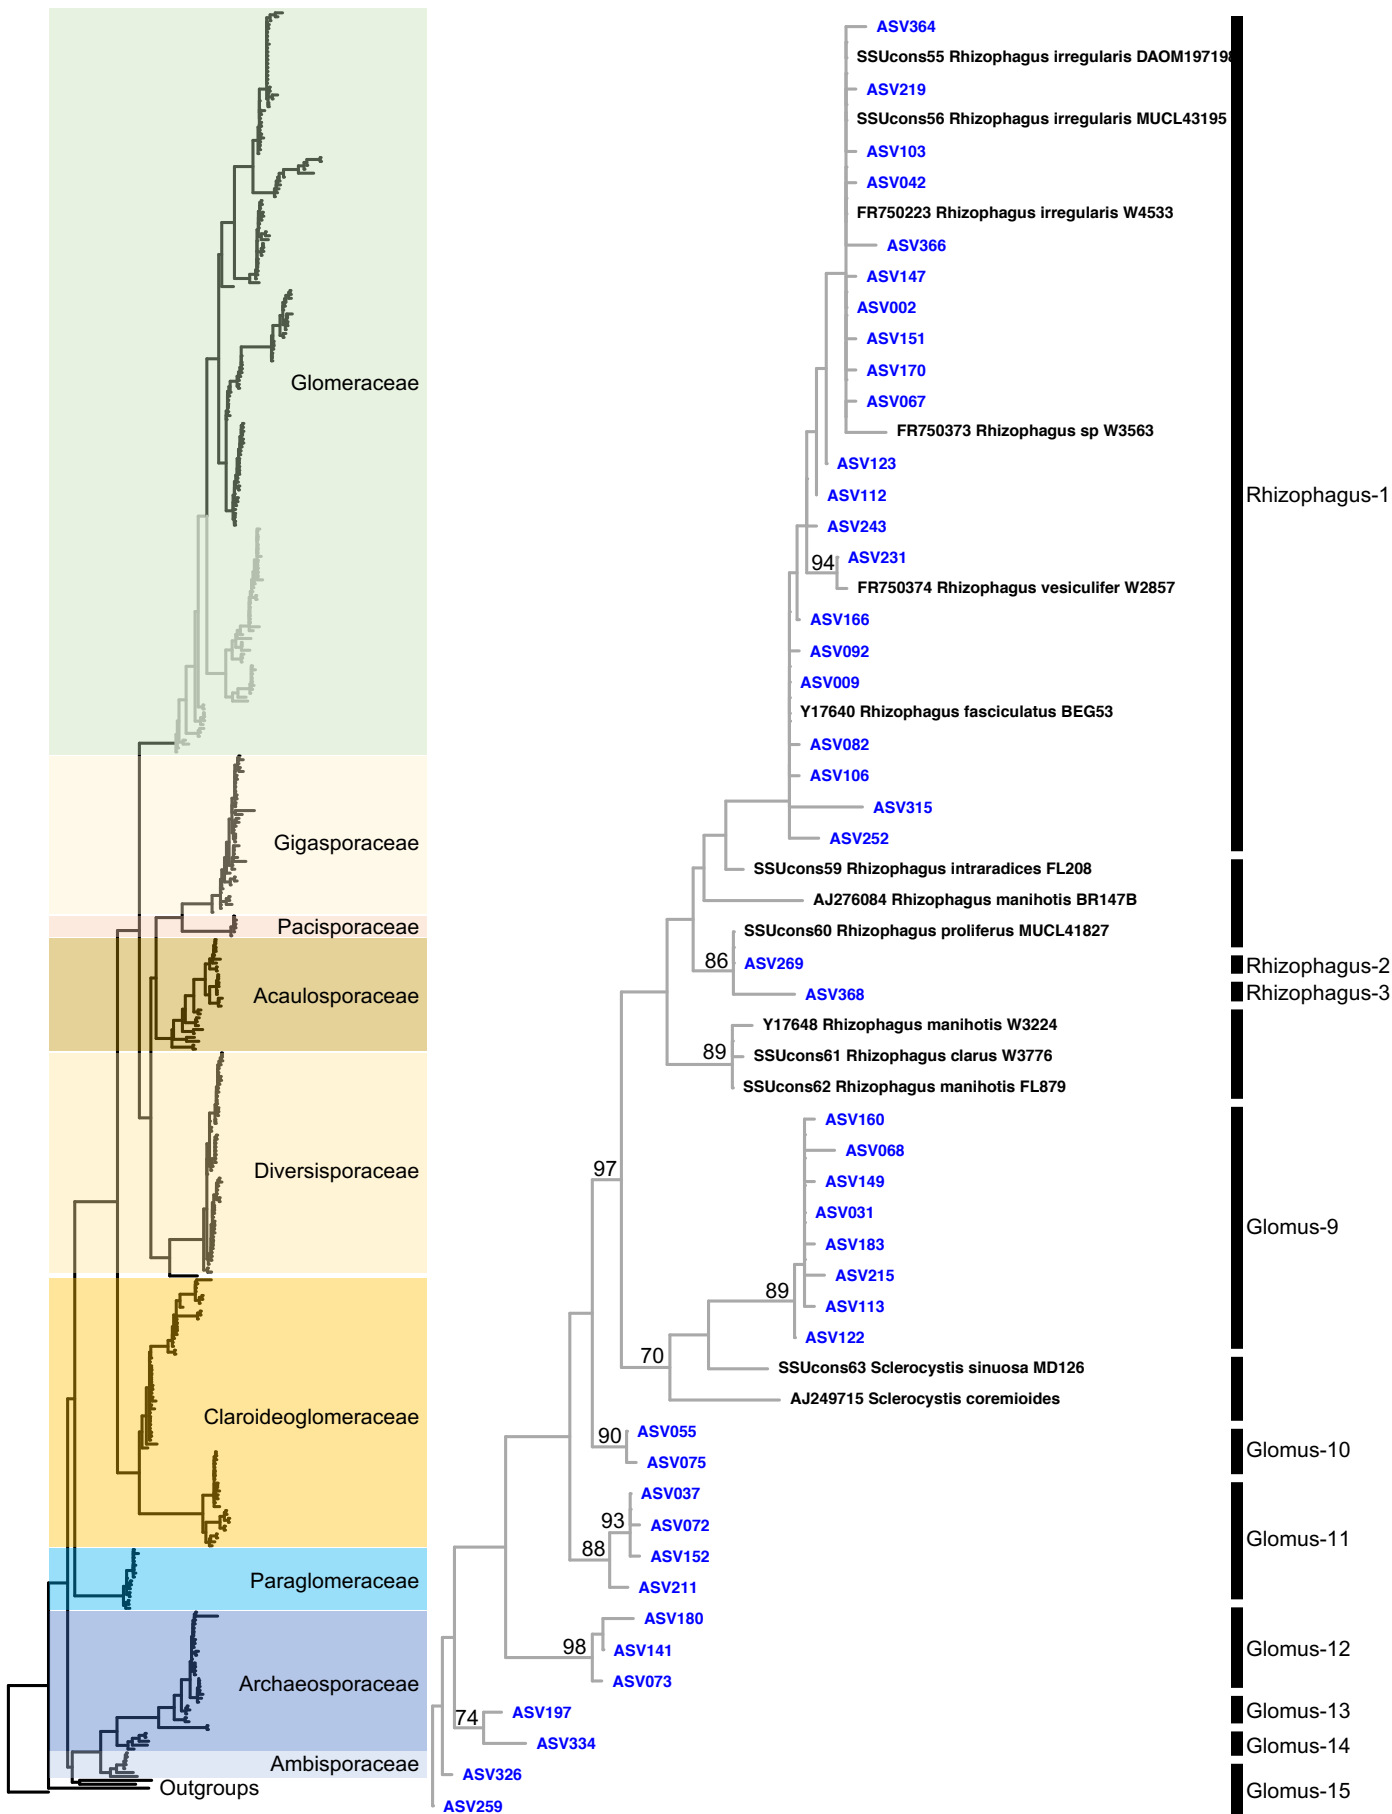 Glomeraceae
Gigasporaceae
Pacisporaceae
Acaulosporaceae
Diversisporaceae
Claroideoglomeraceae
Paraglomeraceae
Archaeosporaceae
Ambisporaceae
Outgroups
ASV364
SSUcons55 Rhizophagus irregularis DAOM197198
ASV219
SSUcons56 Rhizophagus irregularis MUCL43195
ASV103
ASV042
FR750223 Rhizophagus irregularis W4533
ASV366
ASV147
ASV002
ASV151
ASV170
ASV067
FR750373 Rhizophagus sp W3563
ASV123
ASV112
ASV243
94 ASV231
FR750374 Rhizophagus vesiculifer W2857
ASV166
ASV092
ASV009
Y17640 Rhizophagus fasciculatus BEG53
ASV082
ASV106
ASV315
ASV252
SSUcons59 Rhizophagus intraradices FL208
AJ276084 Rhizophagus manihotis BR147B
SSUcons60 Rhizophagus proliferus MUCL41827
86 ASV269
ASV368
Y17648 Rhizophagus manihotis W3224
89 SSUcons61 Rhizophagus clarus W3776
SSUcons62 Rhizophagus manihotis FL879
ASV160
ASV068
97
ASV149
ASV031
ASV183
ASV215
89
ASV113
ASV122
70
SSUcons63 Sclerocystis sinuosa MD126
AJ249715 Sclerocystis coremioides
90 ASV055
ASV075
ASV037
93 ASV072
88 ASV152
ASV211
ASV180
98 ASV141
ASV073
74 ASV197
ASV334
ASV326
ASV259
Rhizophagus-1
Rhizophagus-2
Rhizophagus-3
Glomus-9
Glomus-10
Glomus-11
Glomus-12
Glomus-13
Glomus-14
Glomus-15